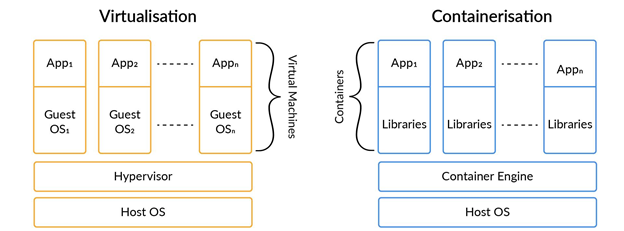 Virtualisation
App₁
App₂
Appₙ
Guest
OS₁
Guest
OS₂
Guest
OSₙ
Virtual Machines
Hypervisor
Host OS
Containerisation
Containers
App₁
App₂
Appₙ
Libraries
Libraries
Libraries
Container Engine
Host OS